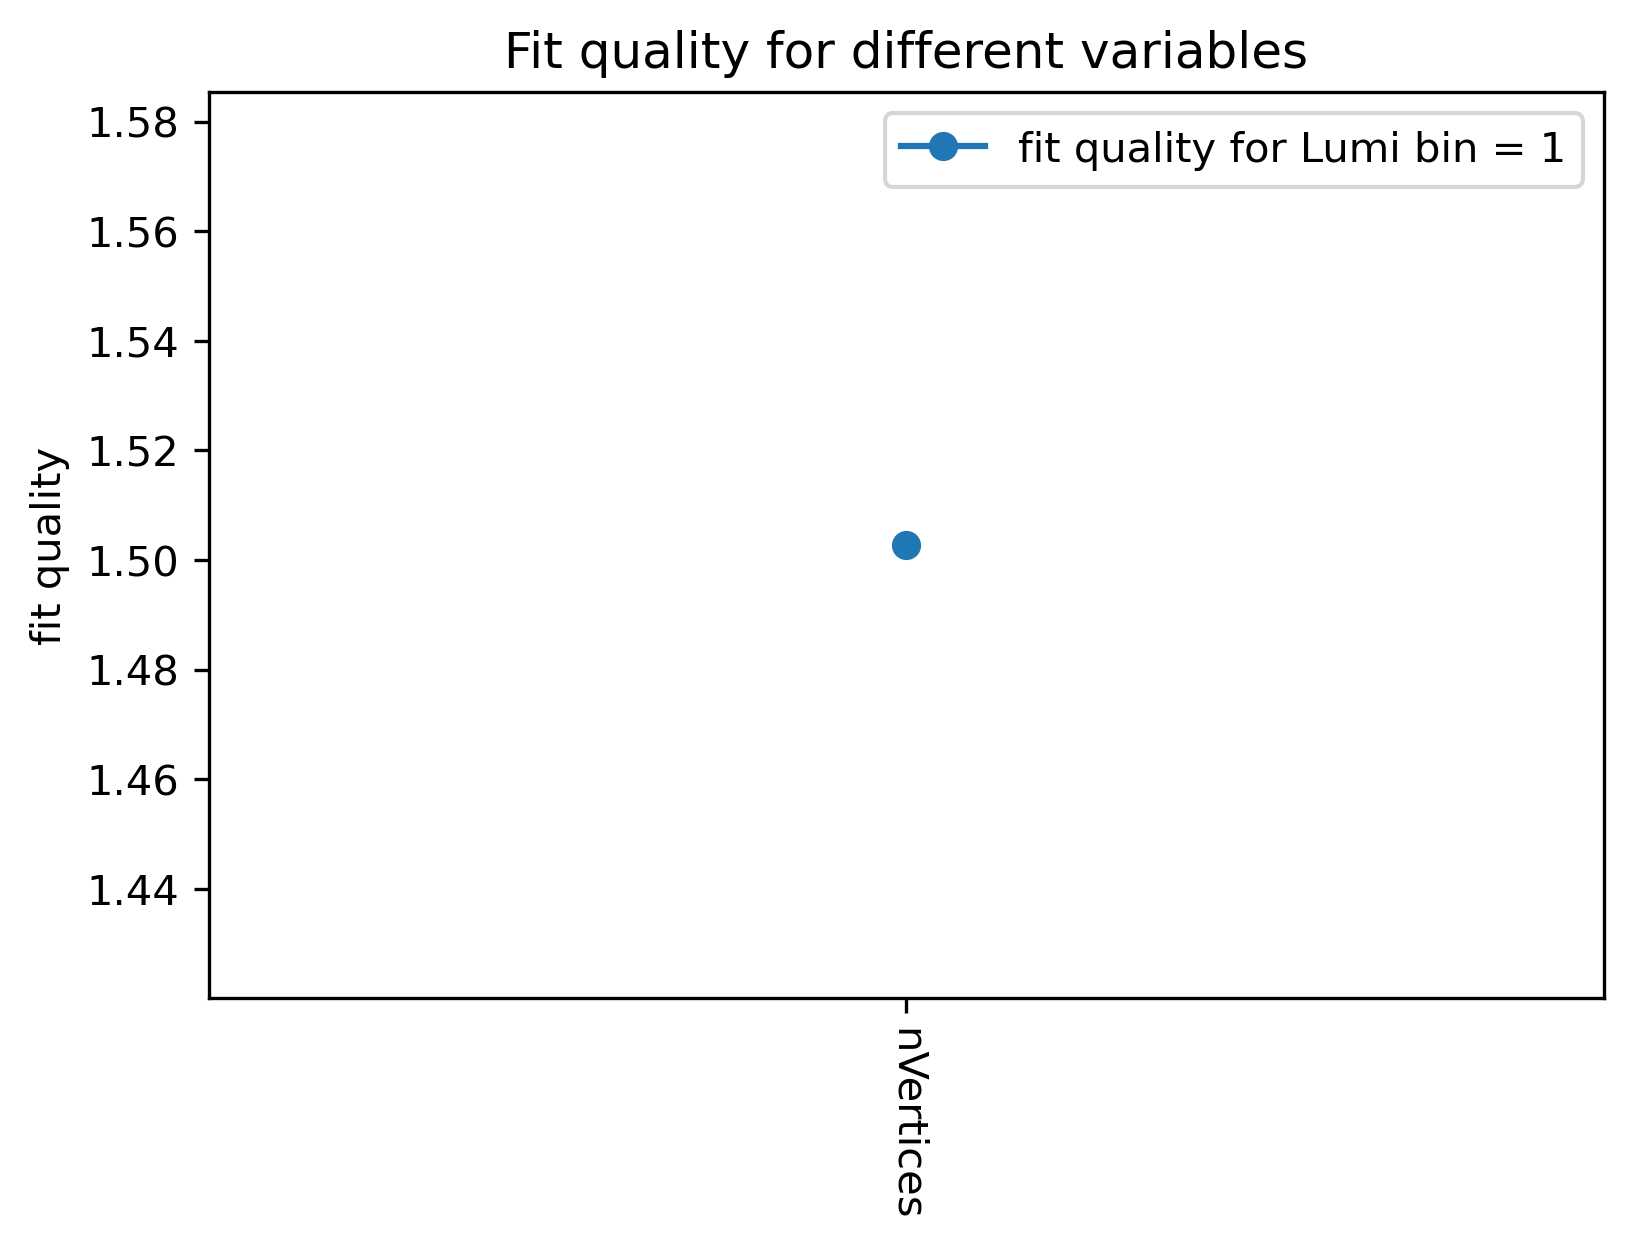 Fit quality for different variables
fit quality for Lumi bin = 1
fit quality
1.58
1.56
1.54
1.52
1.50
1.48
1.46
1.44
nVertices